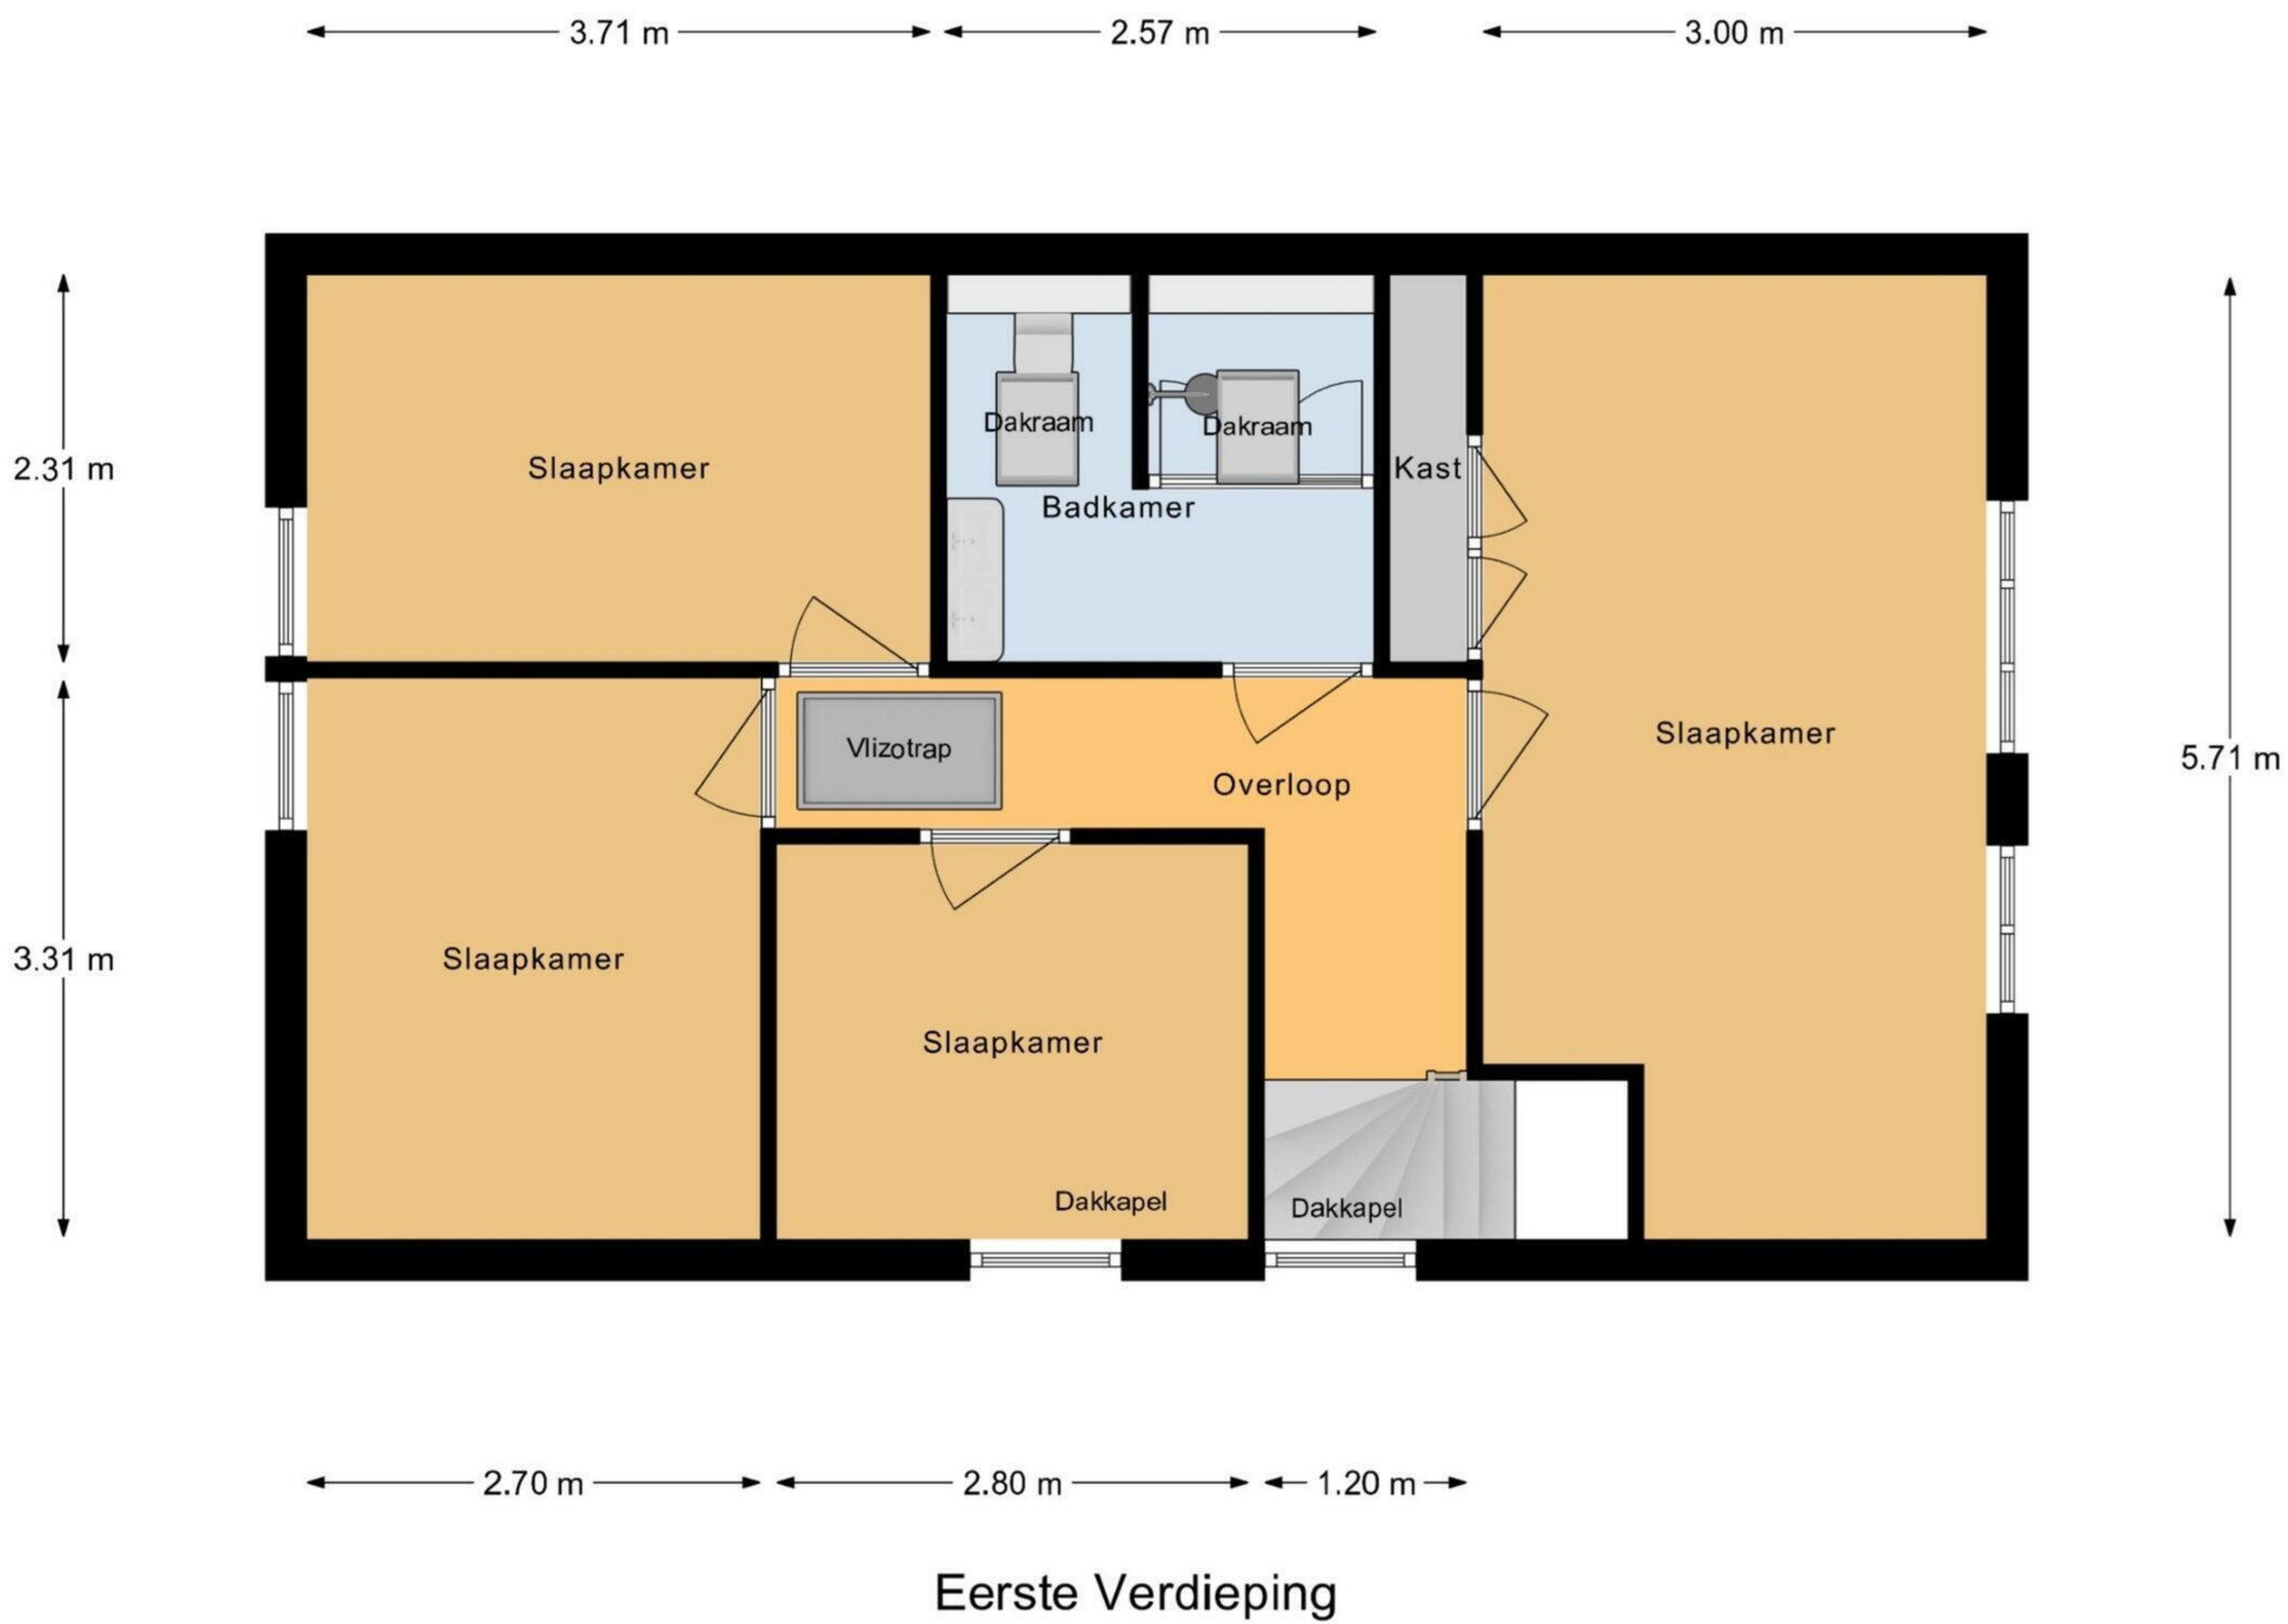 3.71 m
2.57 m
3.00 m
Dakraam
Dakraam
2.31 m
Slaapkamer
Kast
Badkamer
Slaapkamer
Vlizotrap
5.71 m
Overloop
3.31 m
Slaapkamer
Slaapkamer
Dakkapel
Dakkapel
2.70 m
2.80 m
1.20 m
Eerste Verdieping